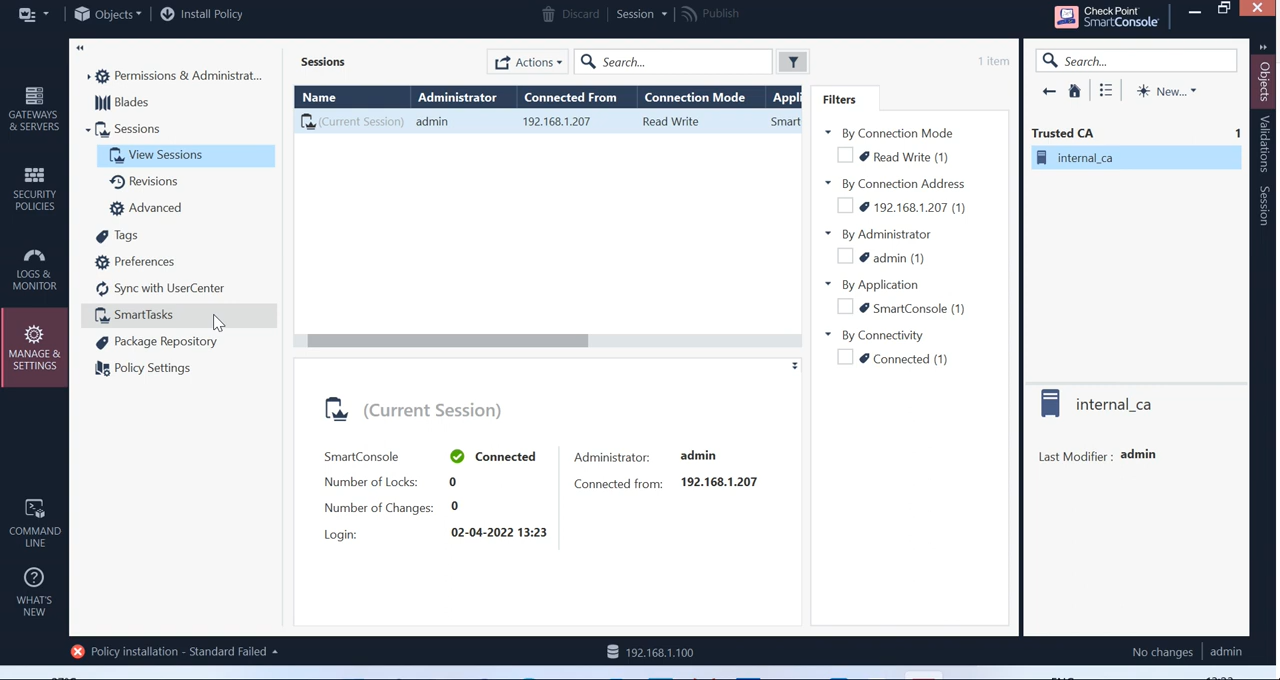 Objects
Install Policy
Discard
Session
Publish
Check Point
SmartConsole
GATEWAYS
& SERVERS
SECURITY
POLICIES
LOGS &
MONITOR
MANAGE &
SETTINGS
COMMAND
LINE
WHAT'S
NEW
Permissions & Administrat...
Blades
Sessions
View Sessions
Revisions
Advanced
Tags
Preferences
Sync with UserCenter
SmartTasks
Package Repository
Policy Settings
Sessions
Actions
Search...
1 item
Name Administrator Connected From Connection Mode Appli
(Current Session) admin 192.168.1.207 Read Write Smart
(Current Session)
SmartConsole Connected
Number of Locks: 0
Number of Changes: 0
Login: 02-04-2022 13:23
Administrator: admin
Connected from: 192.168.1.207
Filters
By Connection Mode
Read Write (1)
By Connection Address
192.168.1.207 (1)
By Administrator
admin (1)
By Application
SmartConsole (1)
By Connectivity
Connected (1)
Search...
New...
Trusted CA 1
internal_ca
internal_ca
Last Modifier : admin
Objects
Validations
Session
Policy installation - Standard Failed
192.168.1.100
No changes
admin